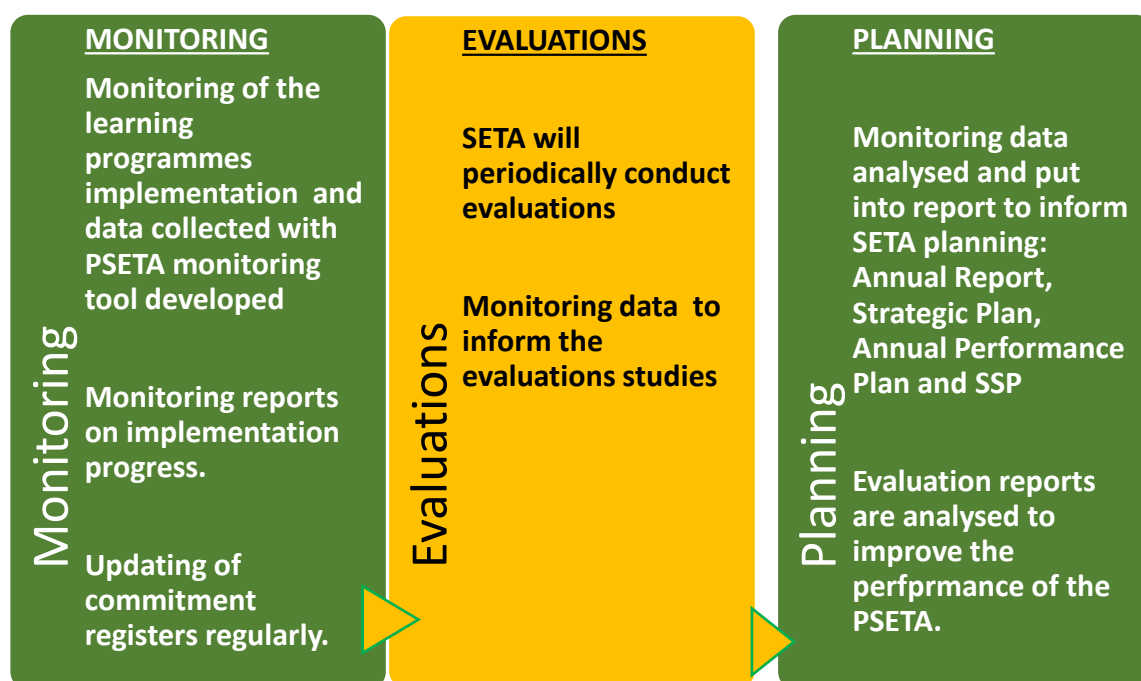 MONITORING
Monitoring of the
learning
programmes
implementation  and
data collected with
PSETA monitoring
tool developed
Monitoring reports
on implementation
progress.
Updating of
commitment
registers regularly.
Monitoring
EVALUATIONS
SETA will
periodically conduct
evaluations
Monitoring data  to
inform the
evaluations studies
Evaluations
PLANNING
Monitoring data
analysed and put
into report to inform
SETA planning:
Annual Report,
Strategic Plan,
Annual Performance
Plan and SSP
Evaluation reports
are analysed to
improve the
perfprmance of the
PSETA.
Planning